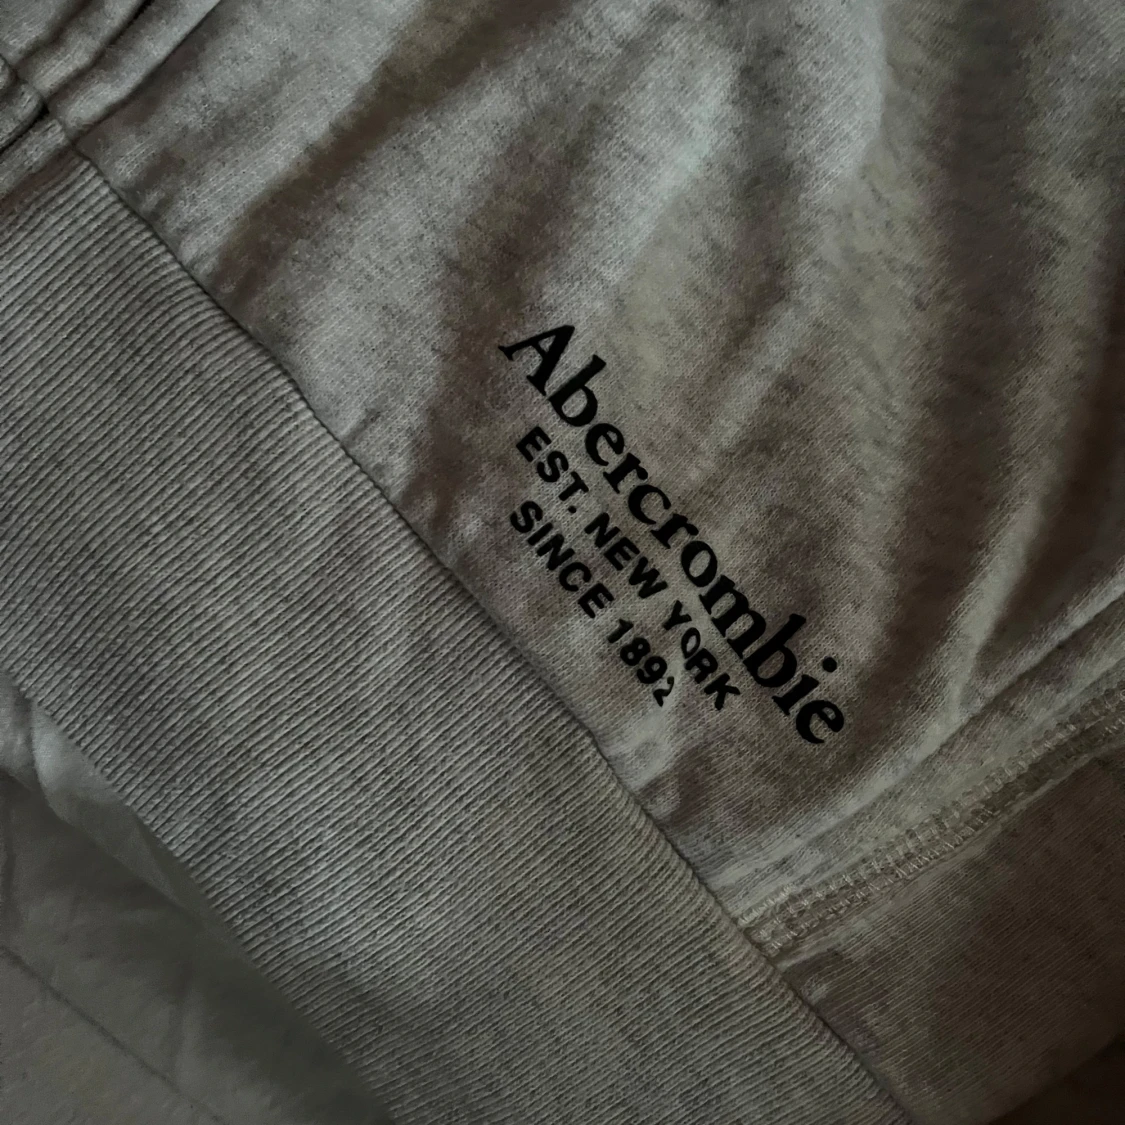 Abercrombie
EST. NEW YORK
SINCE 1892